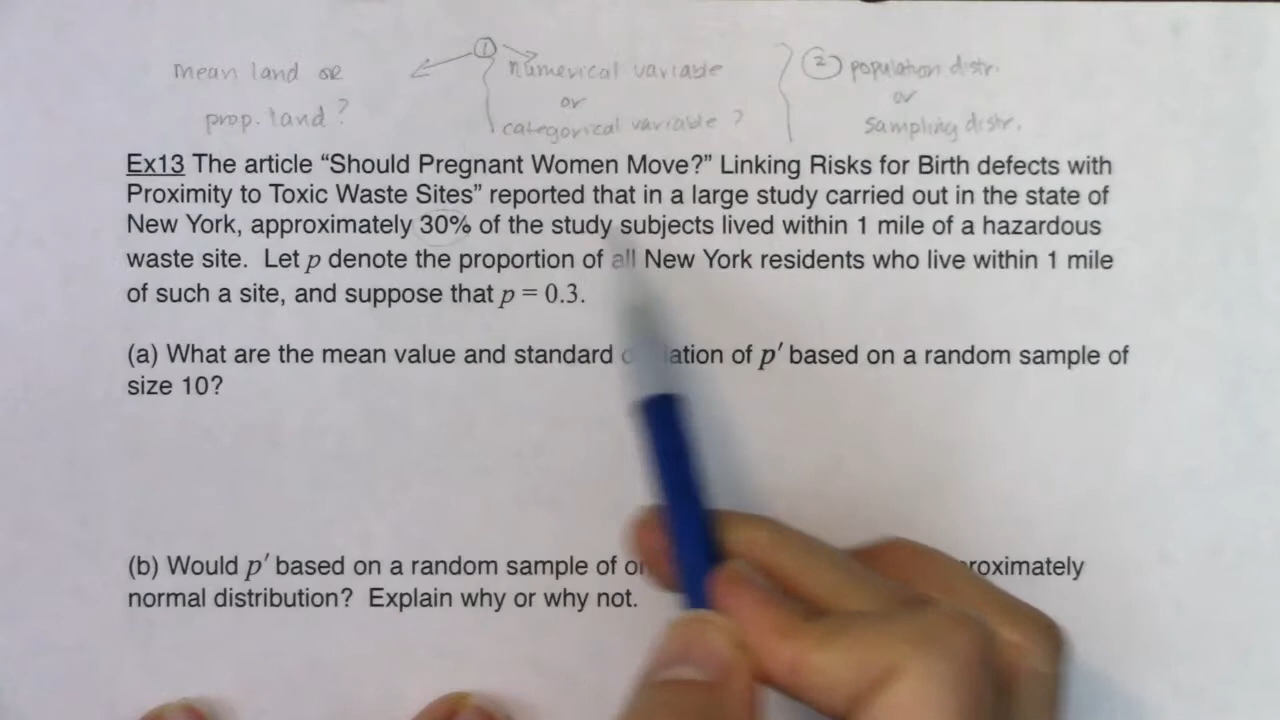 ① numerical variable
or
categorical variable ?
mean land or
prop. land ?
② population distr.
or
sampling distr.
Ex13 The article “Should Pregnant Women Move?” Linking Risks for Birth defects with
Proximity to Toxic Waste Sites” reported that in a large study carried out in the state of
New York, approximately 30% of the study subjects lived within 1 mile of a hazardous
waste site. Let p denote the proportion of all New York residents who live within 1 mile
of such a site, and suppose that p = 0.3.
(a) What are the mean value and standard of p′ based on a random sample of
size 10?
(b) Would p′ based on a random sample of
normal distribution? Explain why or why not.